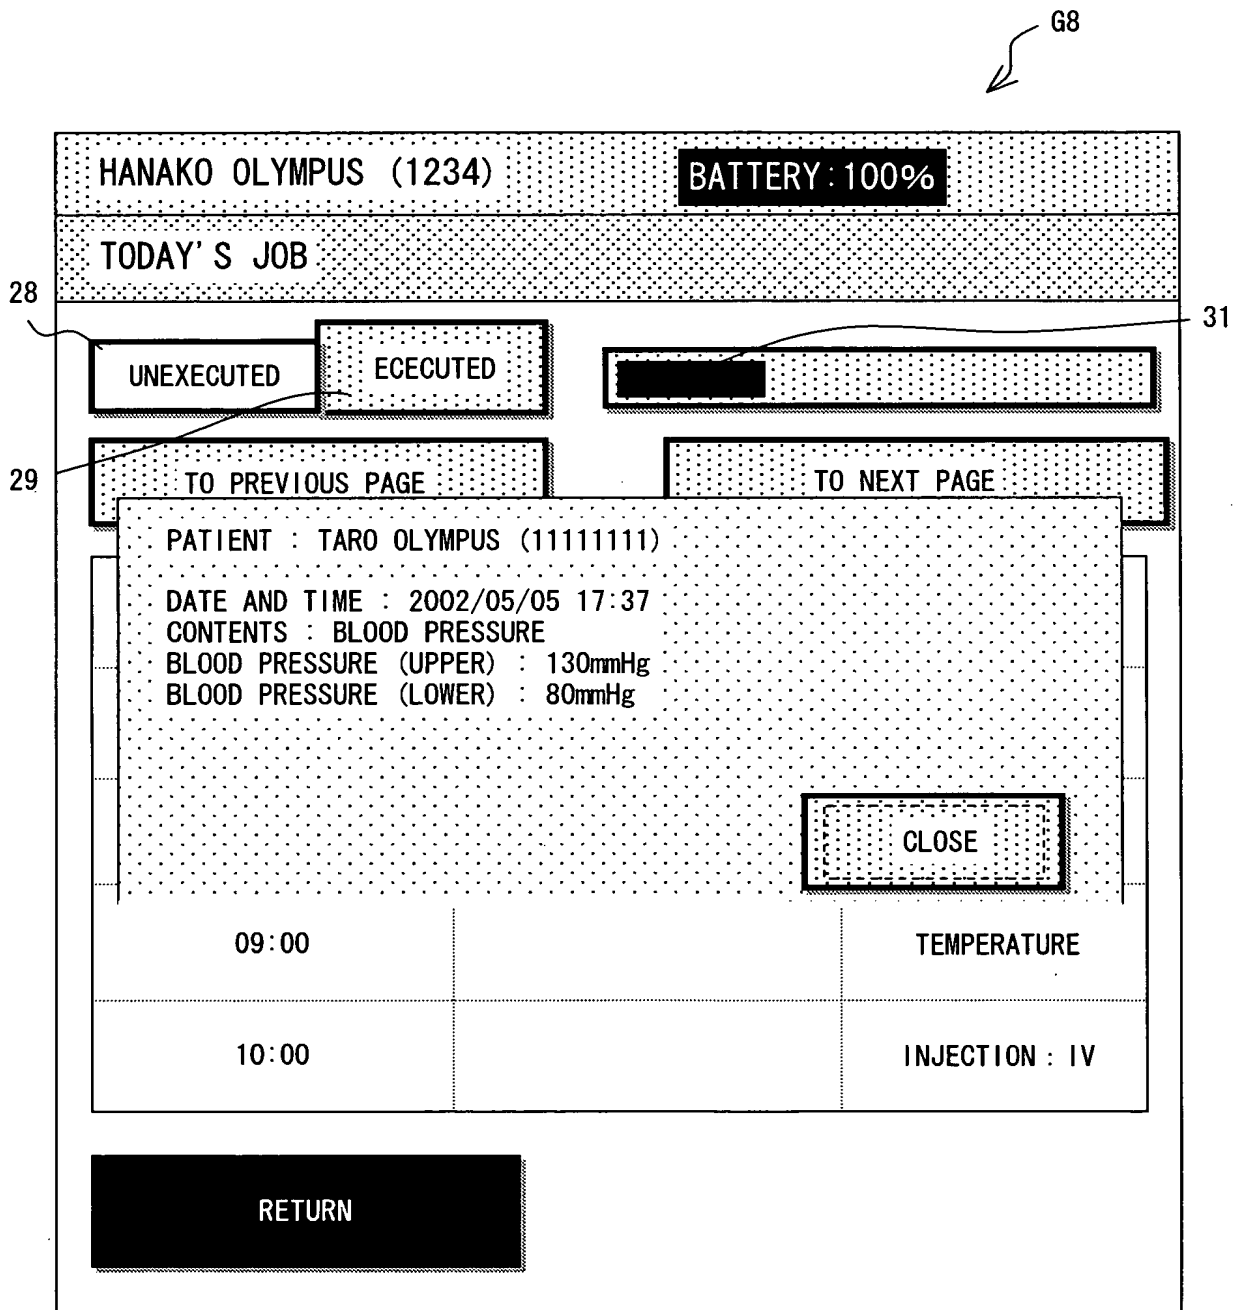 G8
HANAKO OLYMPUS (1234)
BATTERY:100%
TODAY'S JOB
28
UNEXECUTED
ECECUTED
31
29
TO PREVIOUS PAGE
TO NEXT PAGE
PATIENT : TARO OLYMPUS (11111111)
DATE AND TIME : 2002/05/05 17:37
CONTENTS : BLOOD PRESSURE
BLOOD PRESSURE (UPPER) : 130mmHg
BLOOD PRESSURE (LOWER) : 80mmHg
CLOSE
09:00
TEMPERATURE
10:00
INJECTION : IV
RETURN